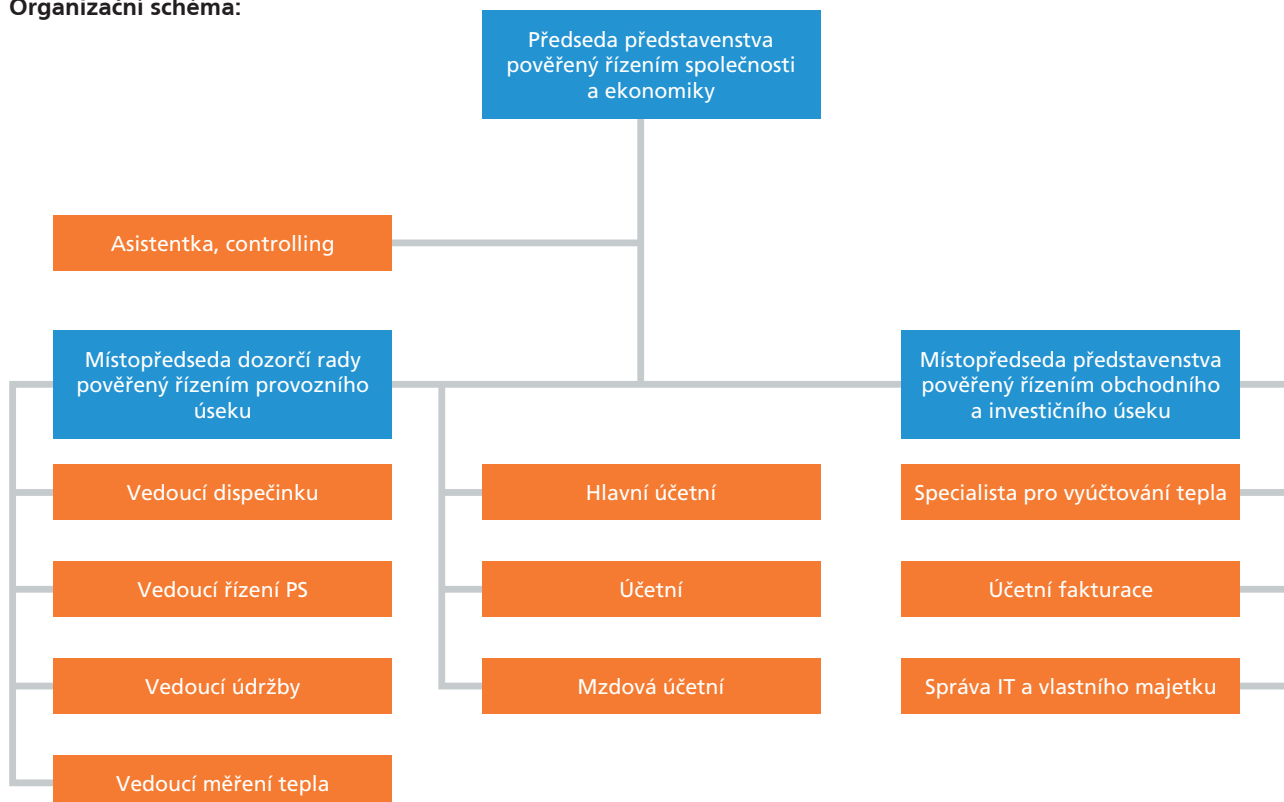 Organizační schéma:
Předseda představenstva
pověřený řízením společnosti
a ekonomiky
Asistentka, controlling
Místopředseda dozorčí rady
pověřený řízením provozního
úseku
Místopředseda představenstva
pověřený řízením obchodního
a investičního úseku
Vedoucí dispečinku
Hlavní účetní
Specialista pro vyúčtování tepla
Vedoucí řízení PS
Účetní
Účetní fakturace
Vedoucí údržby
Mzdová účetní
Správa IT a vlastního majetku
Vedoucí měření tepla